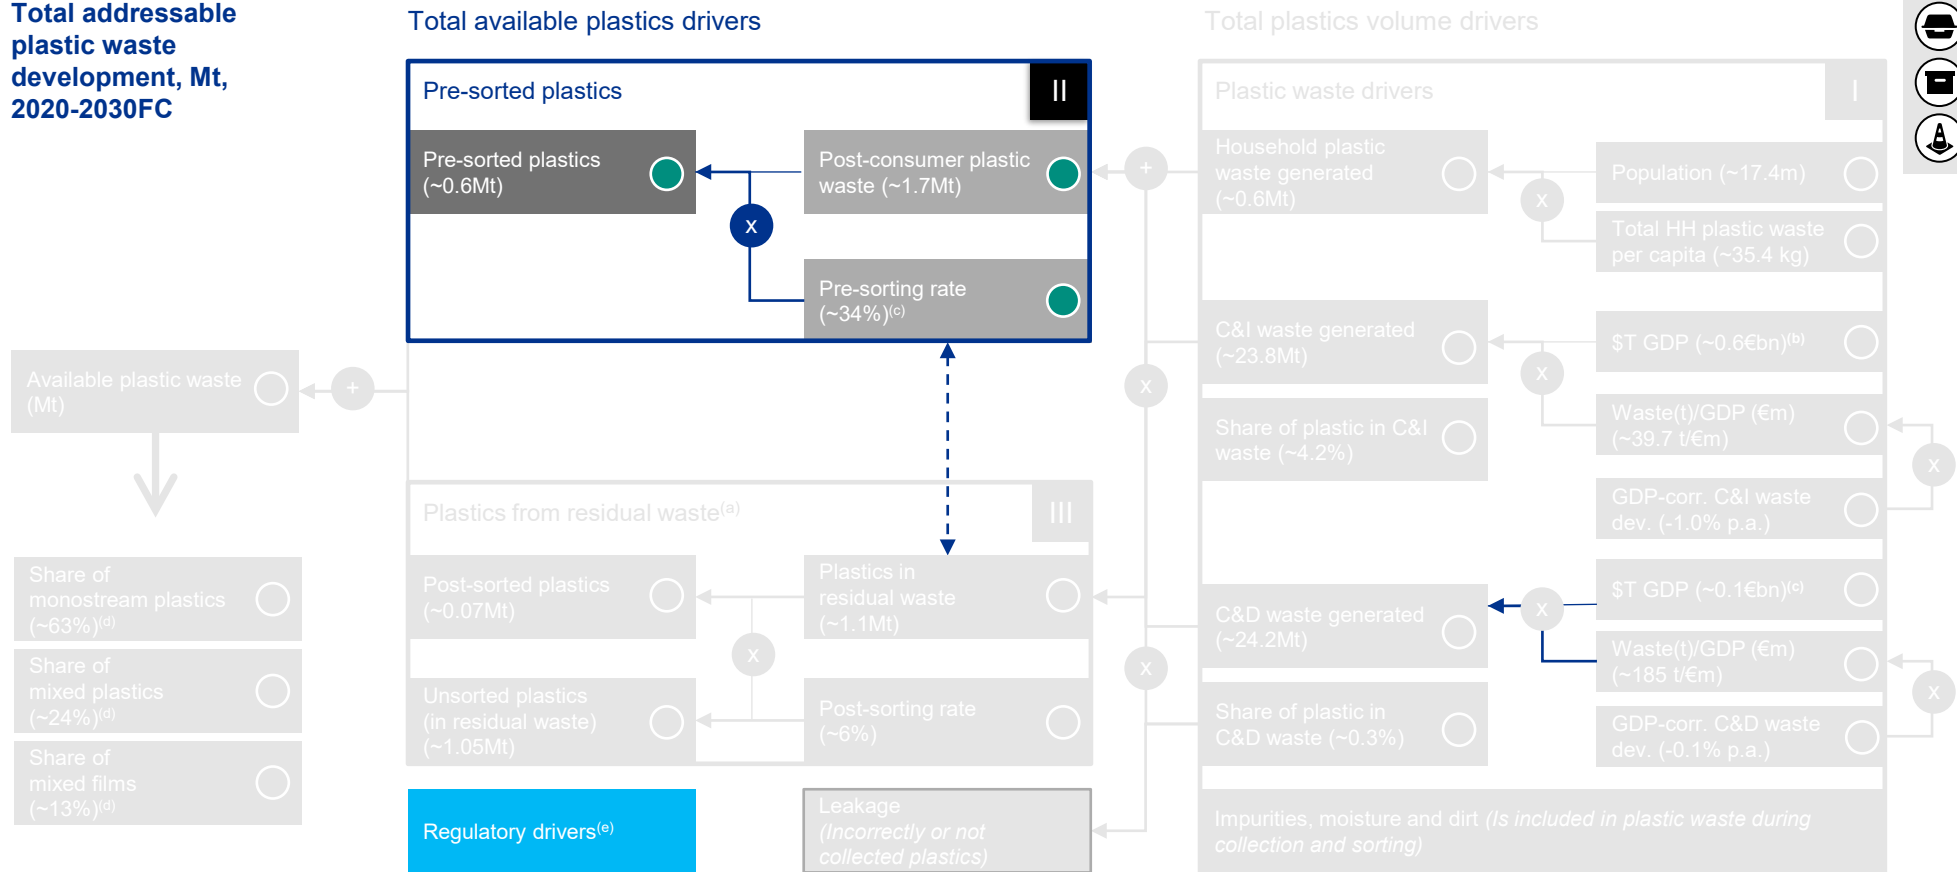 Total addressable
plastic waste
development, Mt,
2020-2030FC
Total available plastics drivers
Total plastics volume drivers
Pre-sorted plastics
II
Pre-sorted plastics
(~0.6Mt)
Post-consumer plastic
waste (~1.7Mt)
x
Pre-sorting rate
(~34%)(c)
Plastic waste drivers
I
+
Household plastic
waste generated
(~0.6Mt)
x
Population (~17.4m)
Total HH plastic waste
per capita (~35.4 kg)
C&I waste generated
(~23.8Mt)
x
$T GDP (~0.6€bn)(b)
x
Share of plastic in C&I
waste (~4.2%)
Waste(t)/GDP (€m)
(~39.7 t/€m)
x
GDP-corr. C&I waste
dev. (-1.0% p.a.)
Available plastic waste
(Mt)
+
Plastics from residual waste(a)
III
Post-sorted plastics
(~0.07Mt)
Plastics in
residual waste
(~1.1Mt)
x
Unsorted plastics
(in residual waste)
(~1.05Mt)
Post-sorting rate
(~6%)
C&D waste generated
(~24.2Mt)
x
$T GDP (~0.1€bn)(c)
x
Waste(t)/GDP (€m)
(~185 t/€m)
x
Share of plastic in
C&D waste (~0.3%)
GDP-corr. C&D waste
dev. (-0.1% p.a.)
Share of
monostream plastics
(~63%)(d)
Share of
mixed plastics
(~24%)(d)
Share of
mixed films
(~13%)(d)
Regulatory drivers(e)
Leakage
(Incorrectly or not
collected plastics)
Impurities, moisture and dirt (Is included in plastic waste during
collection and sorting)